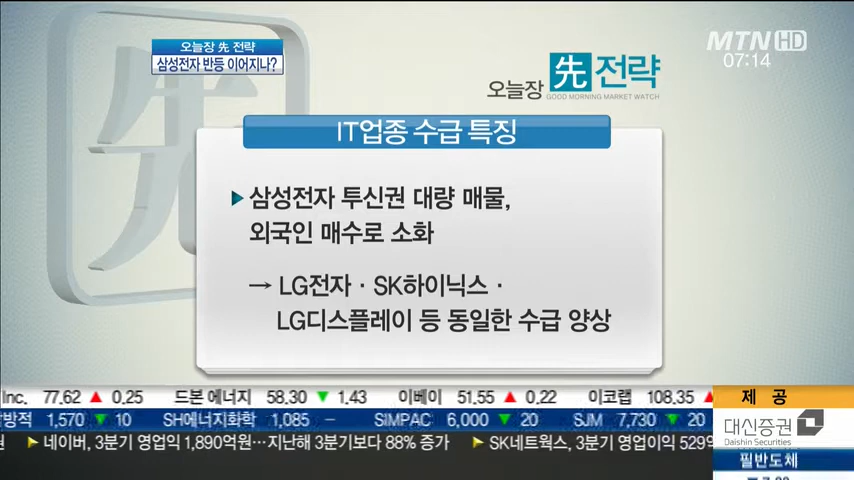 오늘장 先 전략
삼성전자 반등 이어지나?
MTN HD
07:14
오늘장 先 전략
GOOD MORNING MARKET WATCH
先
IT업종 수급 특징
▶ 삼성전자 투신권 대량 매물,
외국인 매수로 소화
→ LG전자 · SK하이닉스 ·
LG디스플레이 등 동일한 수급 양상
Inc. 77.62 ▲ 0.25 드본 에너지 58.30 ▼ 1.43 이베이 51.55 ▲ 0.22 이코랩 108.35 ▲
방적 1,570 ▼ 10 SH에너지화학 1,085 – SIMPAC 6,000 ▼ 20 SJM 7,730 ▼ 20
▶ 네이버, 3분기 영업익 1,890억원…지난해 3분기보다 88% 증가 ▶ SK네트웍스, 3분기 영업이익 529
제 공
대신증권
Daishin Securities
필반도체